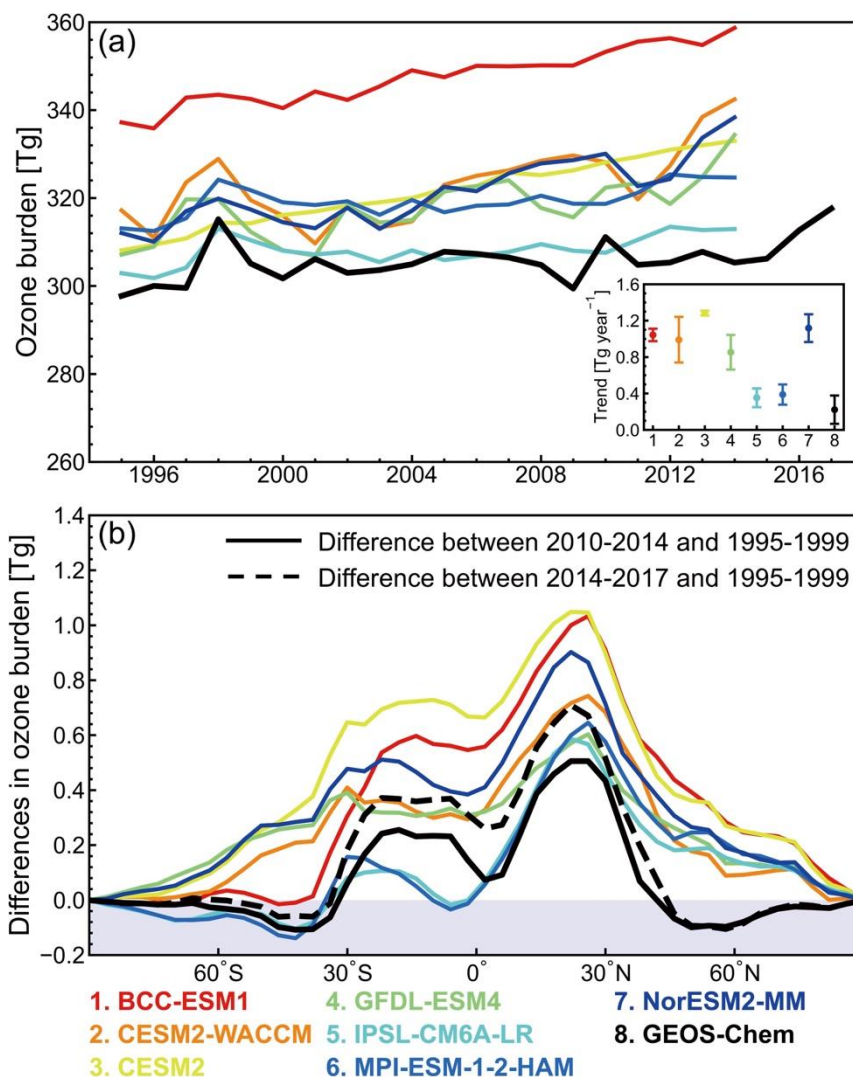 (a)
Ozone burden [Tg]
360
340
320
300
280
260
1996
2000
2004
2008
2012
2016
Trend [Tg year⁻¹]
1.6
1.2
0.8
0.4
0.0
1 2 3 4 5 6 7 8
(b)
Differences in ozone burden [Tg]
1.4
1.2
1.0
0.8
0.6
0.4
0.2
0.0
−0.2
Difference between 2010-2014 and 1995-1999
Difference between 2014-2017 and 1995-1999
60°S
30°S
0°
30°N
60°N
1. BCC-ESM1
2. CESM2-WACCM
3. CESM2
4. GFDL-ESM4
5. IPSL-CM6A-LR
6. MPI-ESM-1-2-HAM
7. NorESM2-MM
8. GEOS-Chem